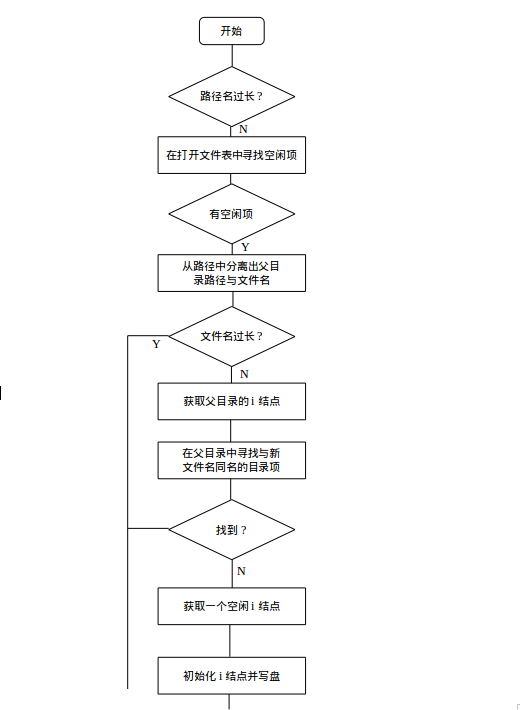 开始
路径名过长？
N
在打开文件表中寻找空闲项
有空闲项
Y
从路径中分离出父目
录路径与文件名
文件名过长？
Y
N
获取父目录的 i 结点
在父目录中寻找与新
文件名同名的目录项
找到？
N
获取一个空闲 i 结点
初始化 i 结点并写盘